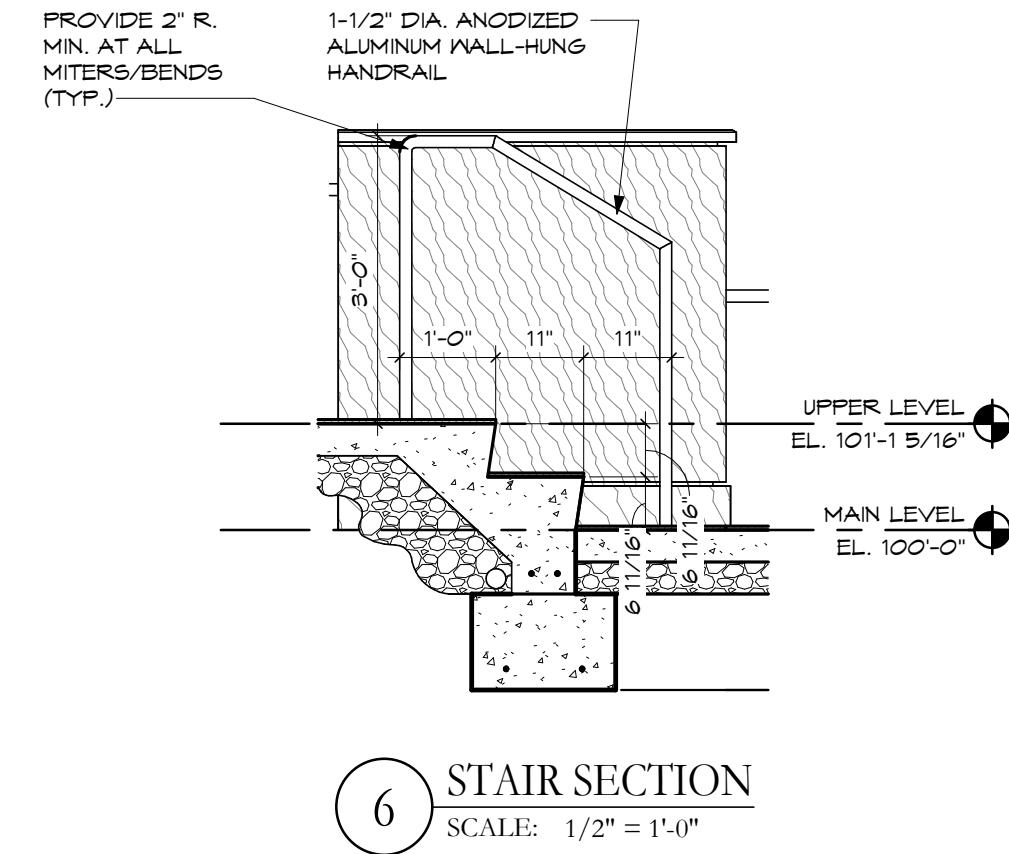 PROVIDE 2" R.
MIN. AT ALL
MITERS/BENDS
(TYP.)
1-1/2" DIA. ANODIZED
ALUMINUM WALL-HUNG
HANDRAIL
3'-0"
1'-0"
11"
11"
UPPER LEVEL
EL. 101'-1 5/16"
MAIN LEVEL
EL. 100'-0"
6 11/16"
6 11/16"
6
STAIR SECTION
SCALE: 1/2" = 1'-0"